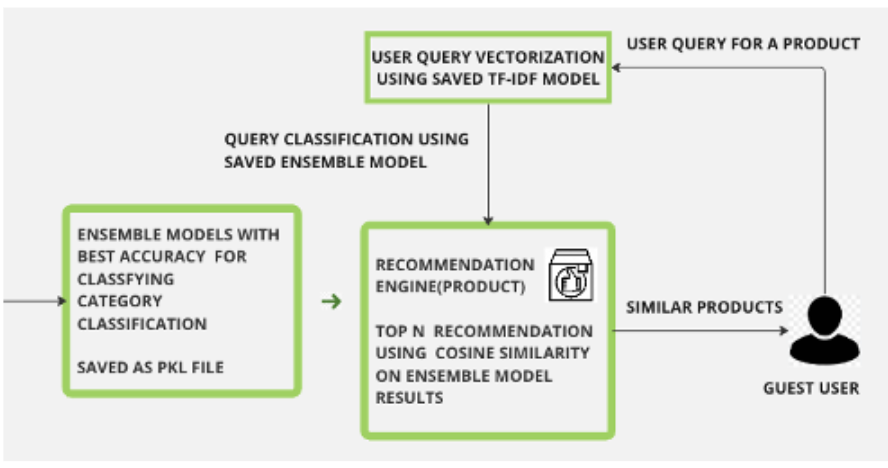 USER QUERY FOR A PRODUCT
USER QUERY VECTORIZATION
USING SAVED TF-IDF MODEL
QUERY CLASSIFICATION USING
SAVED ENSEMBLE MODEL
ENSEMBLE MODELS WITH
BEST ACCURACY FOR
CLASSFYING
CATEGORY
CLASSIFICATION
SAVED AS PKL FILE
RECOMMENDATION
ENGINE(PRODUCT)
TOP N RECOMMENDATION
USING COSINE SIMILARITY
ON ENSEMBLE MODEL
RESULTS
SIMILAR PRODUCTS
GUEST USER